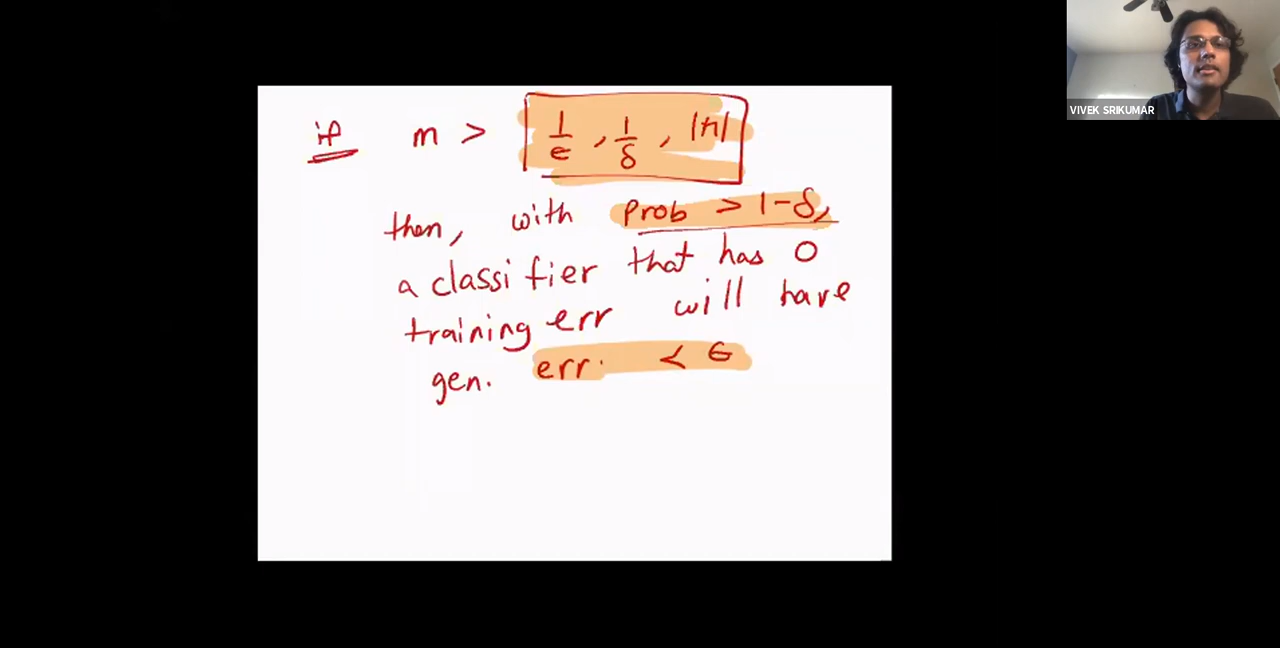 if m > 1/ϵ, 1/δ, |H|
then, with Prob > 1-δ,
a classifier that has 0
training err will have
gen. err. < ϵ
VIVEK SRIKUMAR